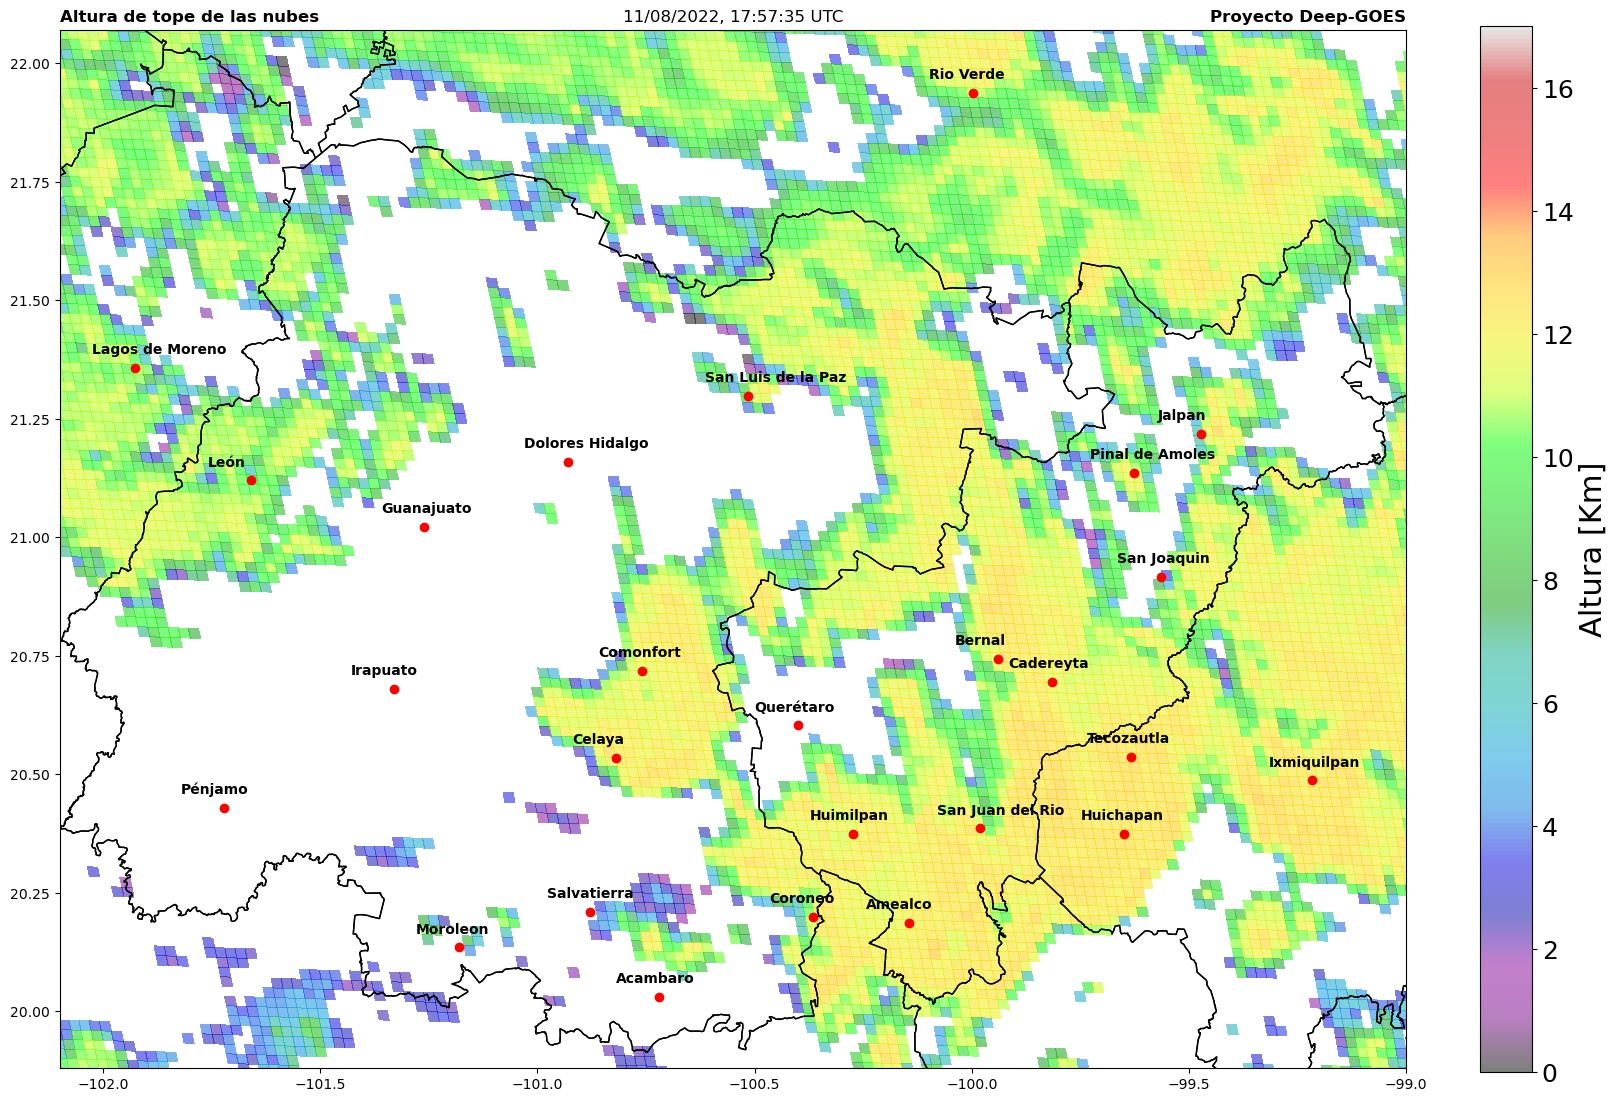 Altura de tope de las nubes 11/08/2022, 17:57:35 UTC Proyecto Deep-GOES
22.00
21.75
21.50
21.25
21.00
20.75
20.50
20.25
20.00
Rio Verde
Lagos de Moreno
San Luis de la Paz
Jalpan
Dolores Hidalgo
Pinal de Amoles
León
Guanajuato
San Joaquin
Bernal
Comonfort
Cadereyta
Irapuato
Querétaro
Celaya
Tecozautla
Ixmiquilpan
Pénjamo
Huimilpan
San Juan del Rio
Huichapan
Salvatierra
Coroneo
Amealco
Moroleon
Acambaro
−102.0 −101.5 −101.0 −100.5 −100.0 −99.5 −99.0
16
14
12
10
8
6
4
2
0
Altura [Km]